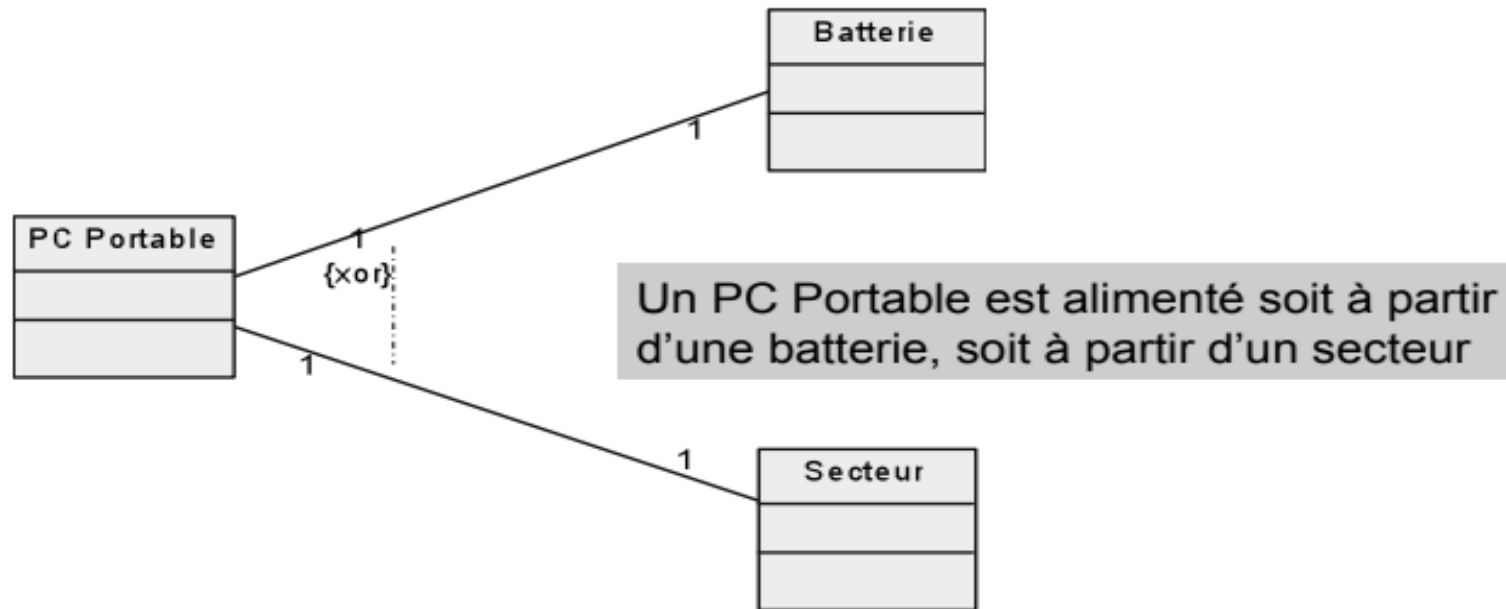 Batterie
1
PC Portable
1
{xor}
Un PC Portable est alimenté soit à partir
d'une batterie, soit à partir d'un secteur
1
1
Secteur